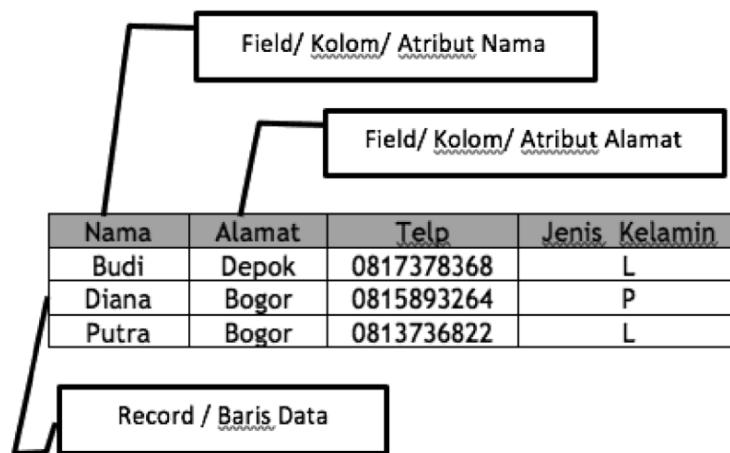 Field/ Kolom/ Atribut Nama
Field/ Kolom/ Atribut Alamat
Nama Alamat Telp Jenis Kelamin
Budi Depok 0817378368 L
Diana Bogor 0815893264 P
Putra Bogor 0813736822 L
Record / Baris Data